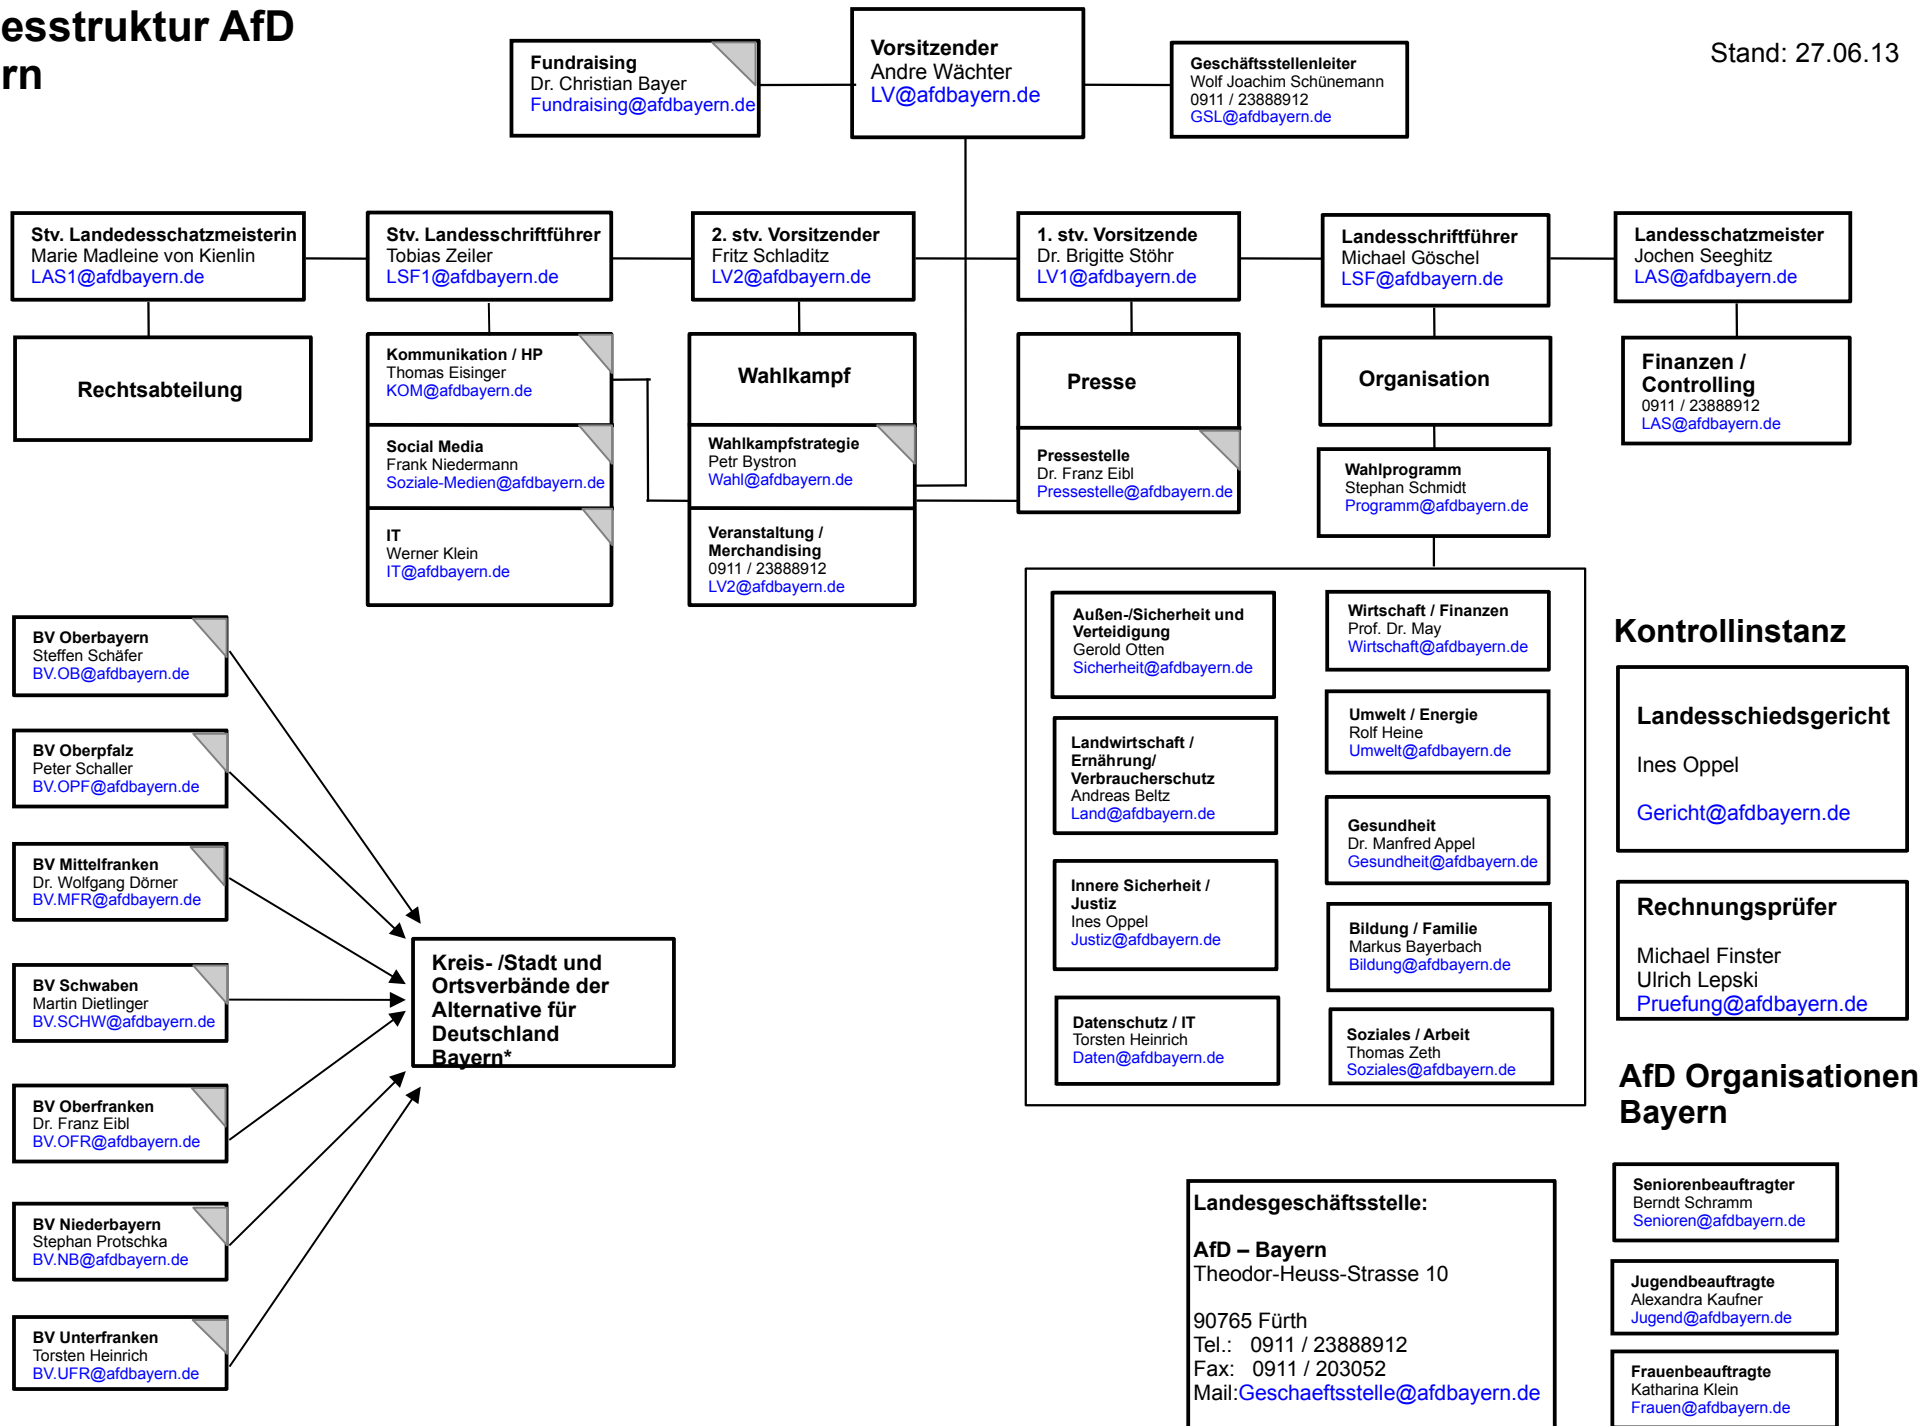 esstruktur AfD
rn
Stand: 27.06.13
Fundraising
Dr. Christian Bayer
Fundraising@afdbayern.de
Vorsitzender
Andre Wächter
LV@afdbayern.de
Geschäftsstellenleiter
Wolf Joachim Schünemann
0911 / 23888912
GSL@afdbayern.de
Stv. Landedesschatzmeisterin
Marie Madleine von Kienlin
LAS1@afdbayern.de
Stv. Landesschriftführer
Tobias Zeiler
LSF1@afdbayern.de
2. stv. Vorsitzender
Fritz Schladitz
LV2@afdbayern.de
1. stv. Vorsitzende
Dr. Brigitte Stöhr
LV1@afdbayern.de
Landesschriftführer
Michael Göschel
LSF@afdbayern.de
Landesschatzmeister
Jochen Seeghitz
LAS@afdbayern.de
Rechtsabteilung
Kommunikation / HP
Thomas Eisinger
KOM@afdbayern.de
Social Media
Frank Niedermann
Soziale-Medien@afdbayern.de
IT
Werner Klein
IT@afdbayern.de
Wahlkampf
Wahlkampfstrategie
Petr Bystron
Wahl@afdbayern.de
Veranstaltung /
Merchandising
0911 / 23888912
LV2@afdbayern.de
Presse
Pressestelle
Dr. Franz Eibl
Pressestelle@afdbayern.de
Organisation
Wahlprogramm
Stephan Schmidt
Programm@afdbayern.de
Finanzen /
Controlling
0911 / 23888912
LAS@afdbayern.de
BV Oberbayern
Steffen Schäfer
BV.OB@afdbayern.de
BV Oberpfalz
Peter Schaller
BV.OPF@afdbayern.de
BV Mittelfranken
Dr. Wolfgang Dörner
BV.MFR@afdbayern.de
BV Schwaben
Martin Dietlinger
BV.SCHW@afdbayern.de
BV Oberfranken
Dr. Franz Eibl
BV.OFR@afdbayern.de
BV Niederbayern
Stephan Protschka
BV.NB@afdbayern.de
BV Unterfranken
Torsten Heinrich
BV.UFR@afdbayern.de
Kreis- /Stadt und
Ortsverbände der
Alternative für
Deutschland
Bayern*
Außen-/Sicherheit und
Verteidigung
Gerold Otten
Sicherheit@afdbayern.de
Landwirtschaft /
Ernährung/
Verbraucherschutz
Andreas Beltz
Land@afdbayern.de
Innere Sicherheit /
Justiz
Ines Oppel
Justiz@afdbayern.de
Datenschutz / IT
Torsten Heinrich
Daten@afdbayern.de
Wirtschaft / Finanzen
Prof. Dr. May
Wirtschaft@afdbayern.de
Umwelt / Energie
Rolf Heine
Umwelt@afdbayern.de
Gesundheit
Dr. Manfred Appel
Gesundheit@afdbayern.de
Bildung / Familie
Markus Bayerbach
Bildung@afdbayern.de
Soziales / Arbeit
Thomas Zeth
Soziales@afdbayern.de
Kontrollinstanz
Landesschiedsgericht
Ines Oppel
Gericht@afdbayern.de
Rechnungsprüfer
Michael Finster
Ulrich Lepski
Pruefung@afdbayern.de
AfD Organisationen
Bayern
Seniorenbeauftragter
Berndt Schramm
Senioren@afdbayern.de
Jugendbeauftragte
Alexandra Kaufner
Jugend@afdbayern.de
Frauenbeauftragte
Katharina Klein
Frauen@afdbayern.de
Landesgeschäftsstelle:
AfD – Bayern
Theodor-Heuss-Strasse 10
90765 Fürth
Tel.: 0911 / 23888912
Fax: 0911 / 203052
Mail:Geschaeftsstelle@afdbayern.de